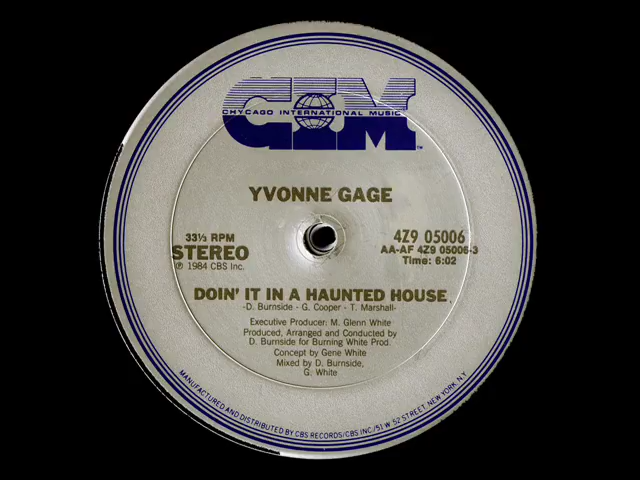 CIM
CHYCAGO INTERNATIONAL MUSIC
TM
YVONNE GAGE
33⅓ RPM
STEREO
℗ 1984 CBS Inc.
4Z9 05006
AA-AF 4Z9 05006-3
Time: 6:02
DOIN' IT IN A HAUNTED HOUSE
-D. Burnside - G. Cooper - T. Marshall-
Executive Producer: M. Glenn White
Produced, Arranged and Conducted by
D. Burnside for Burning White Prod.
Concept by Gene White
Mixed by D. Burnside,
G. White
MANUFACTURED AND DISTRIBUTED BY CBS RECORDS/CBS INC./51 W. 52 STREET, NEW YORK, N.Y.